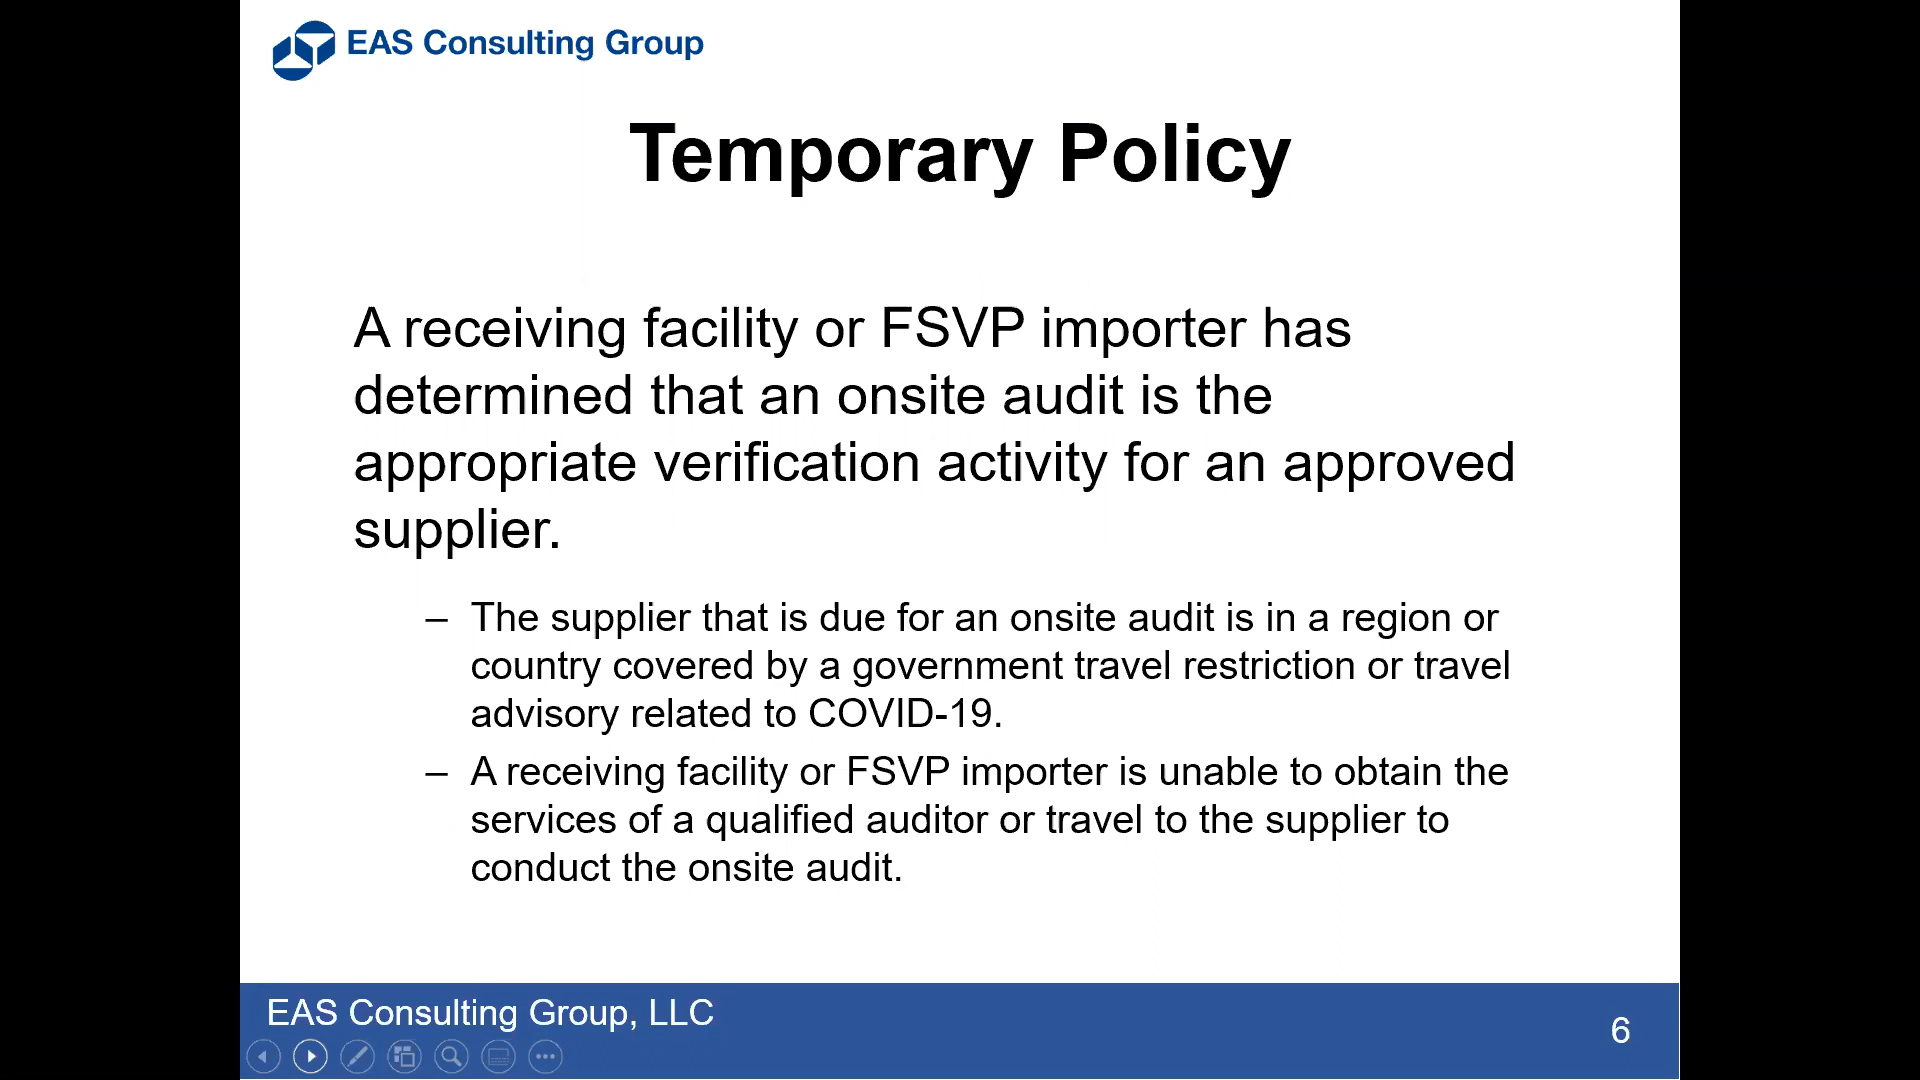 EAS Consulting Group
Temporary Policy
A receiving facility or FSVP importer has
determined that an onsite audit is the
appropriate verification activity for an approved
supplier.
– The supplier that is due for an onsite audit is in a region or
country covered by a government travel restriction or travel
advisory related to COVID-19.
– A receiving facility or FSVP importer is unable to obtain the
services of a qualified auditor or travel to the supplier to
conduct the onsite audit.
EAS Consulting Group, LLC
6